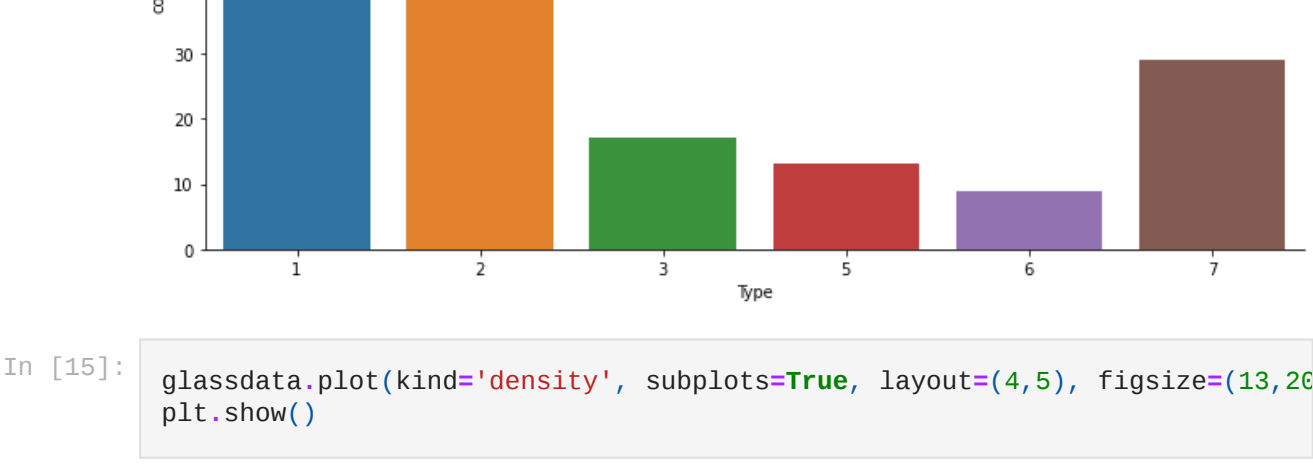 30
20
10
0
1 2 3 5 6 7
Type
In [15]:
glassdata.plot(kind='density', subplots=True, layout=(4,5), figsize=(13,20
plt.show()